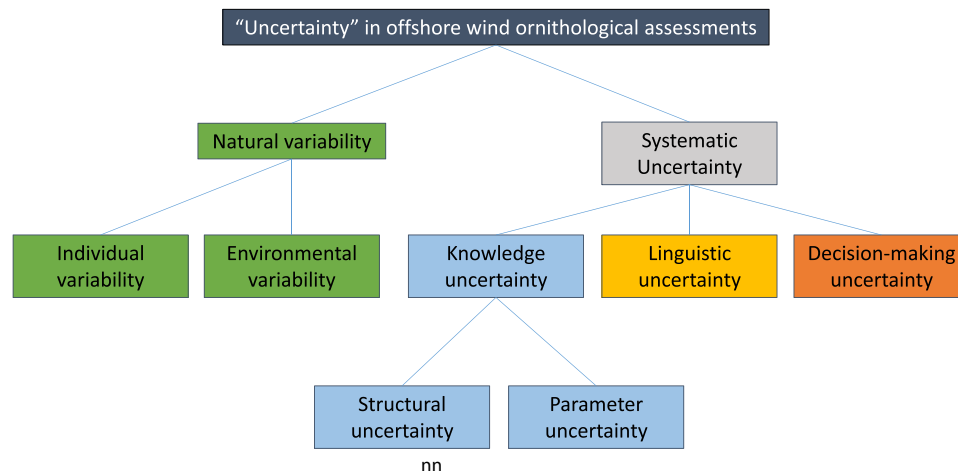 “Uncertainty” in offshore wind ornithological assessments
Natural variability
Systematic
Uncertainty
Individual
variability
Environmental
variability
Knowledge
uncertainty
Linguistic
uncertainty
Decision-making
uncertainty
Structural
uncertainty
Parameter
uncertainty
nn